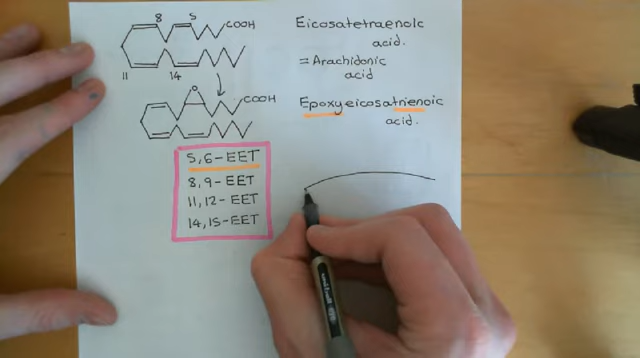 8
5
COOH
11
14
Eicosatetraenoic
acid.
= Arachidonic
acid
O
COOH
Epoxyeicosatrienoic
acid.
5,6-EET
8,9-EET
11,12-EET
14,15-EET